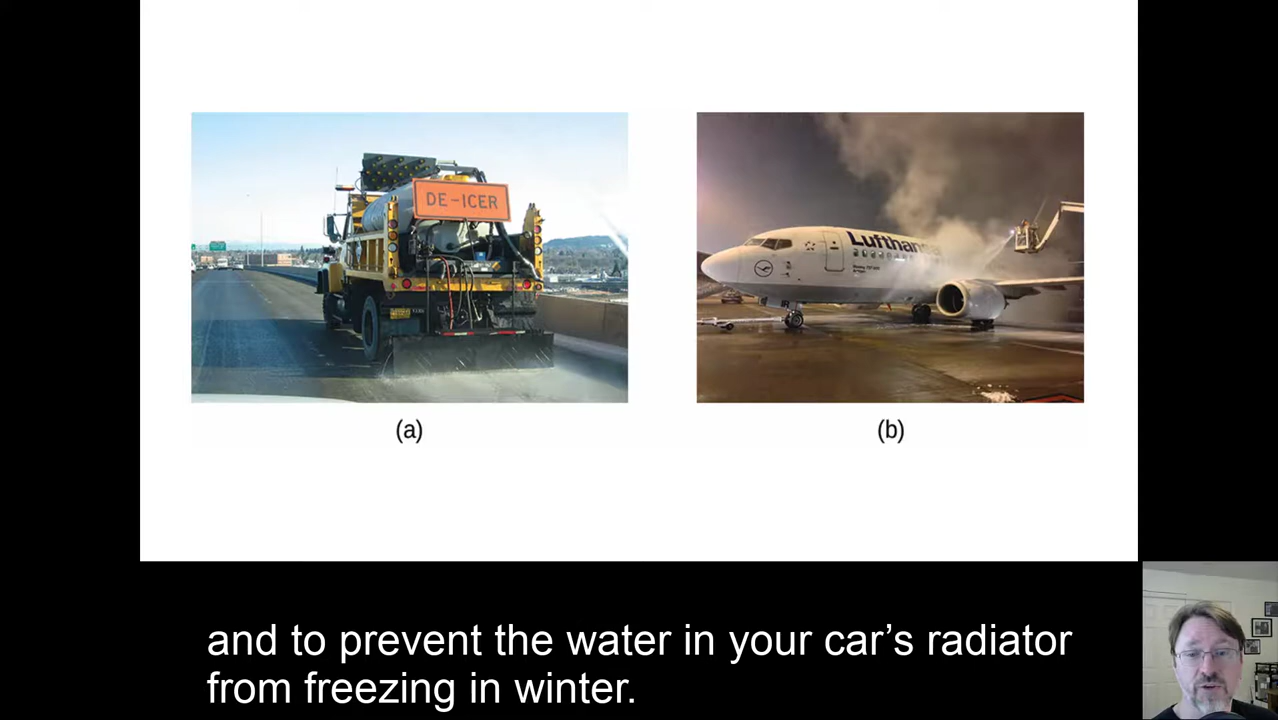 DE-ICER
Lufthansa
(a)
(b)
and to prevent the water in your car's radiator
from freezing in winter.